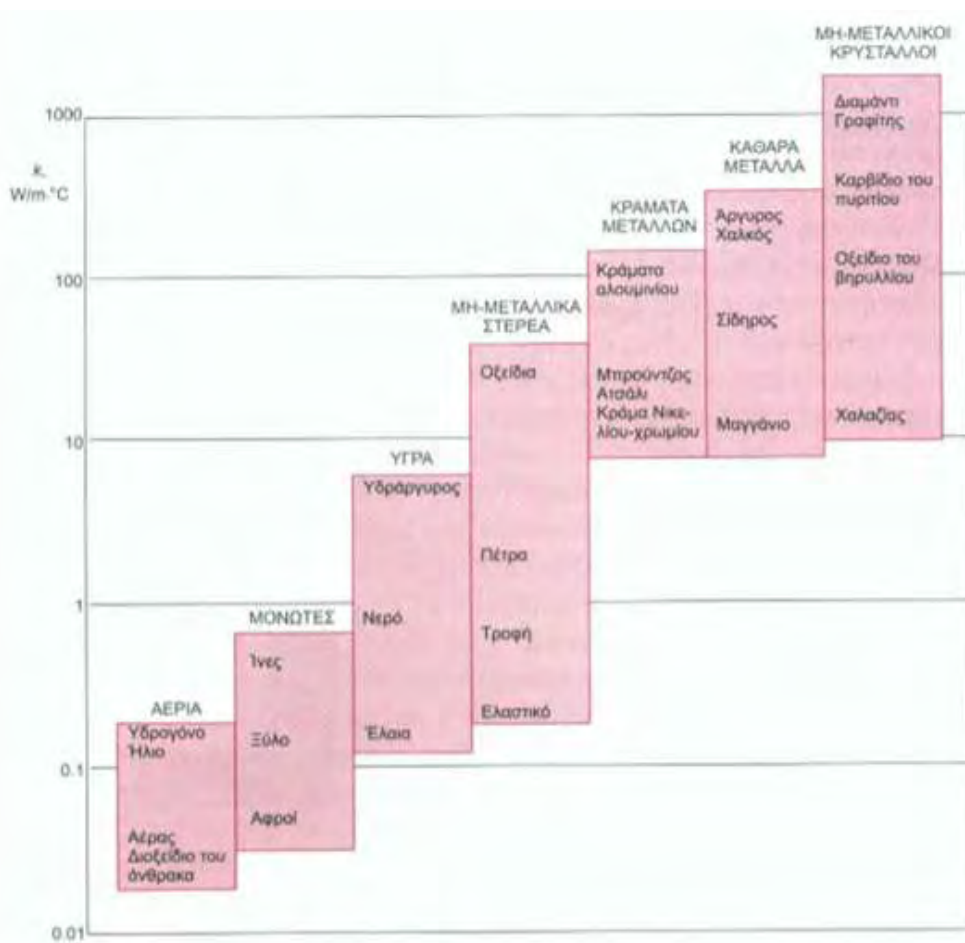 ΜΗ-ΜΕΤΑΛΛΙΚΟΙ
ΚΡΥΣΤΑΛΛΟΙ
Διαμάντι
Γραφίτης
Καρβίδιο του
πυριτίου
Οξείδιο του
βηρυλλίου
Χαλαζίας
ΚΑΘΑΡΑ
ΜΕΤΑΛΛΑ
Άργυρος
Χαλκός
Σίδηρος
Μαγγάνιο
ΚΡΑΜΑΤΑ
ΜΕΤΑΛΛΩΝ
Κράματα
αλουμινίου
Μπρούντζος
Ατσάλι
Κράμα Νικε-
λίου-χρωμίου
ΜΗ-ΜΕΤΑΛΛΙΚΑ
ΣΤΕΡΕΑ
Οξείδια
Πέτρα
Τροφή
Ελαστικό
ΥΓΡΑ
Υδράργυρος
Νερό
Έλαια
ΜΟΝΩΤΕΣ
Ίνες
Ξύλο
Αφροί
ΑΕΡΙΑ
Υδρογόνο
Ήλιο
Αέρας
Διοξείδιο του
άνθρακα
1000
k,
W/m·°C
100
10
1
0.1
0.01